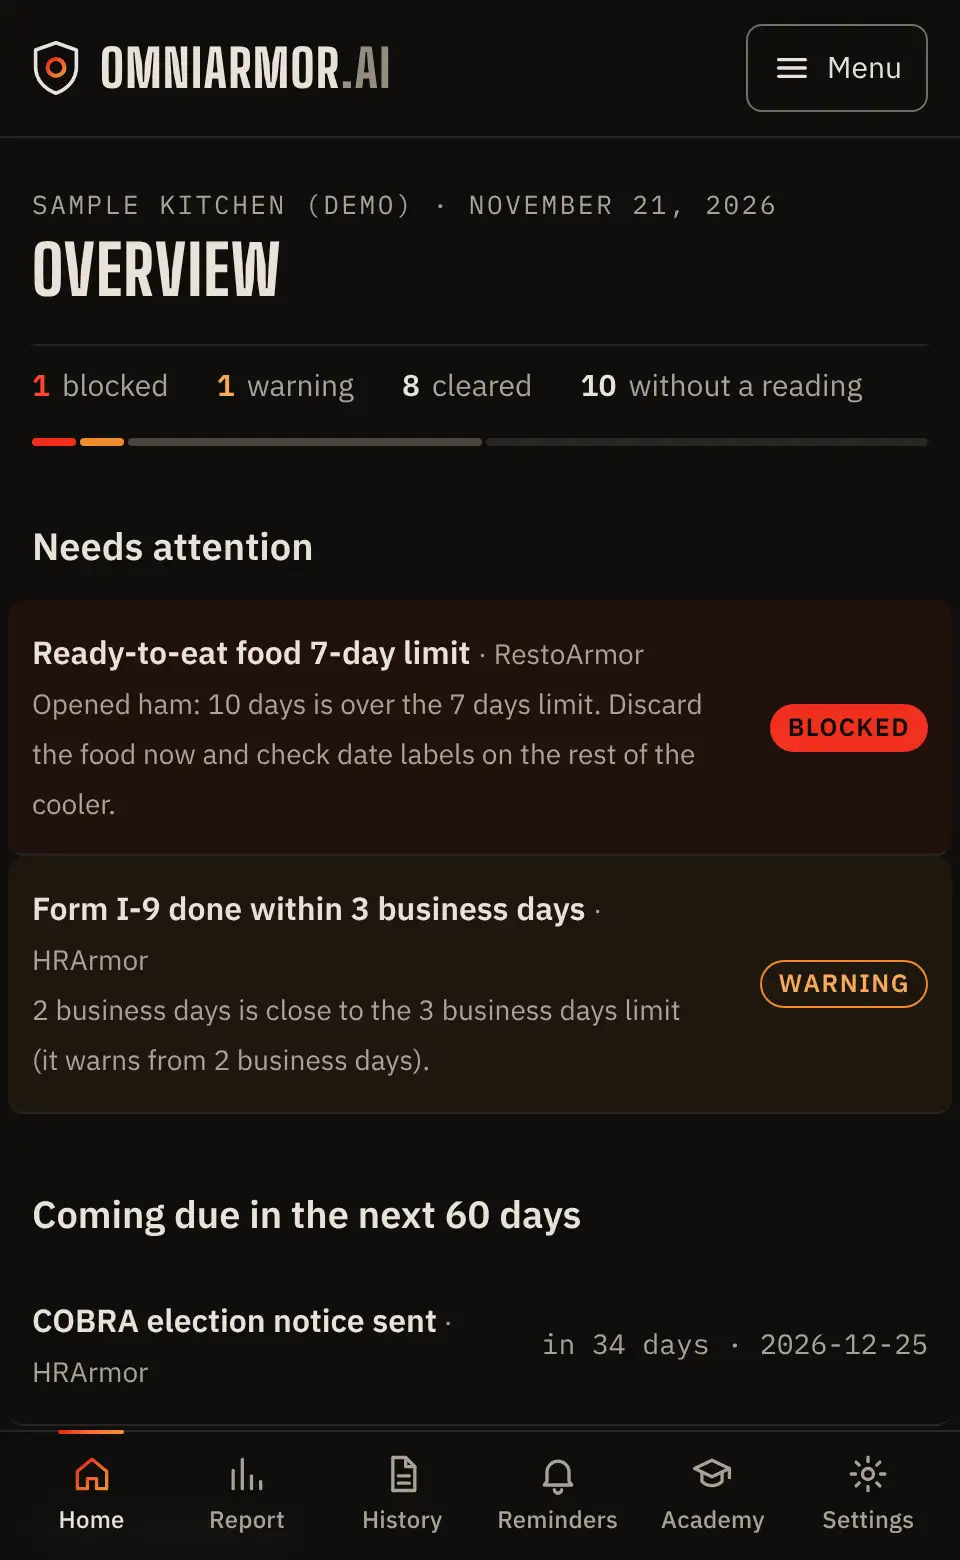 OMNIARMOR.AI
Menu
SAMPLE KITCHEN (DEMO) · NOVEMBER 21, 2026
OVERVIEW
1 blocked 1 warning 8 cleared 10 without a reading
Needs attention
Ready-to-eat food 7-day limit · RestoArmor
Opened ham: 10 days is over the 7 days limit. Discard
the food now and check date labels on the rest of the
cooler.
BLOCKED
Form I-9 done within 3 business days ·
HRArmor
2 business days is close to the 3 business days limit
(it warns from 2 business days).
WARNING
Coming due in the next 60 days
COBRA election notice sent ·
HRArmor
in 34 days · 2026-12-25
Home Report History Reminders Academy Settings